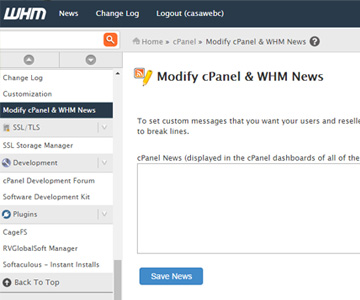 WHM News Change Log Logout (casawebc)
Home » cPanel » Modify cPanel & WHM News
Change Log
Customization
Modify cPanel & WHM News
SSL/TLS
SSL Storage Manager
Development
cPanel Development Forum
Software Development Kit
Plugins
CageFS
RVGlobalSoft Manager
Softaculous - Instant Installs
Back To Top
Modify cPanel & WHM News
To set custom messages that you want your users and reselle
to break lines.
cPanel News (displayed in the cPanel dashboards of all of the
Save News